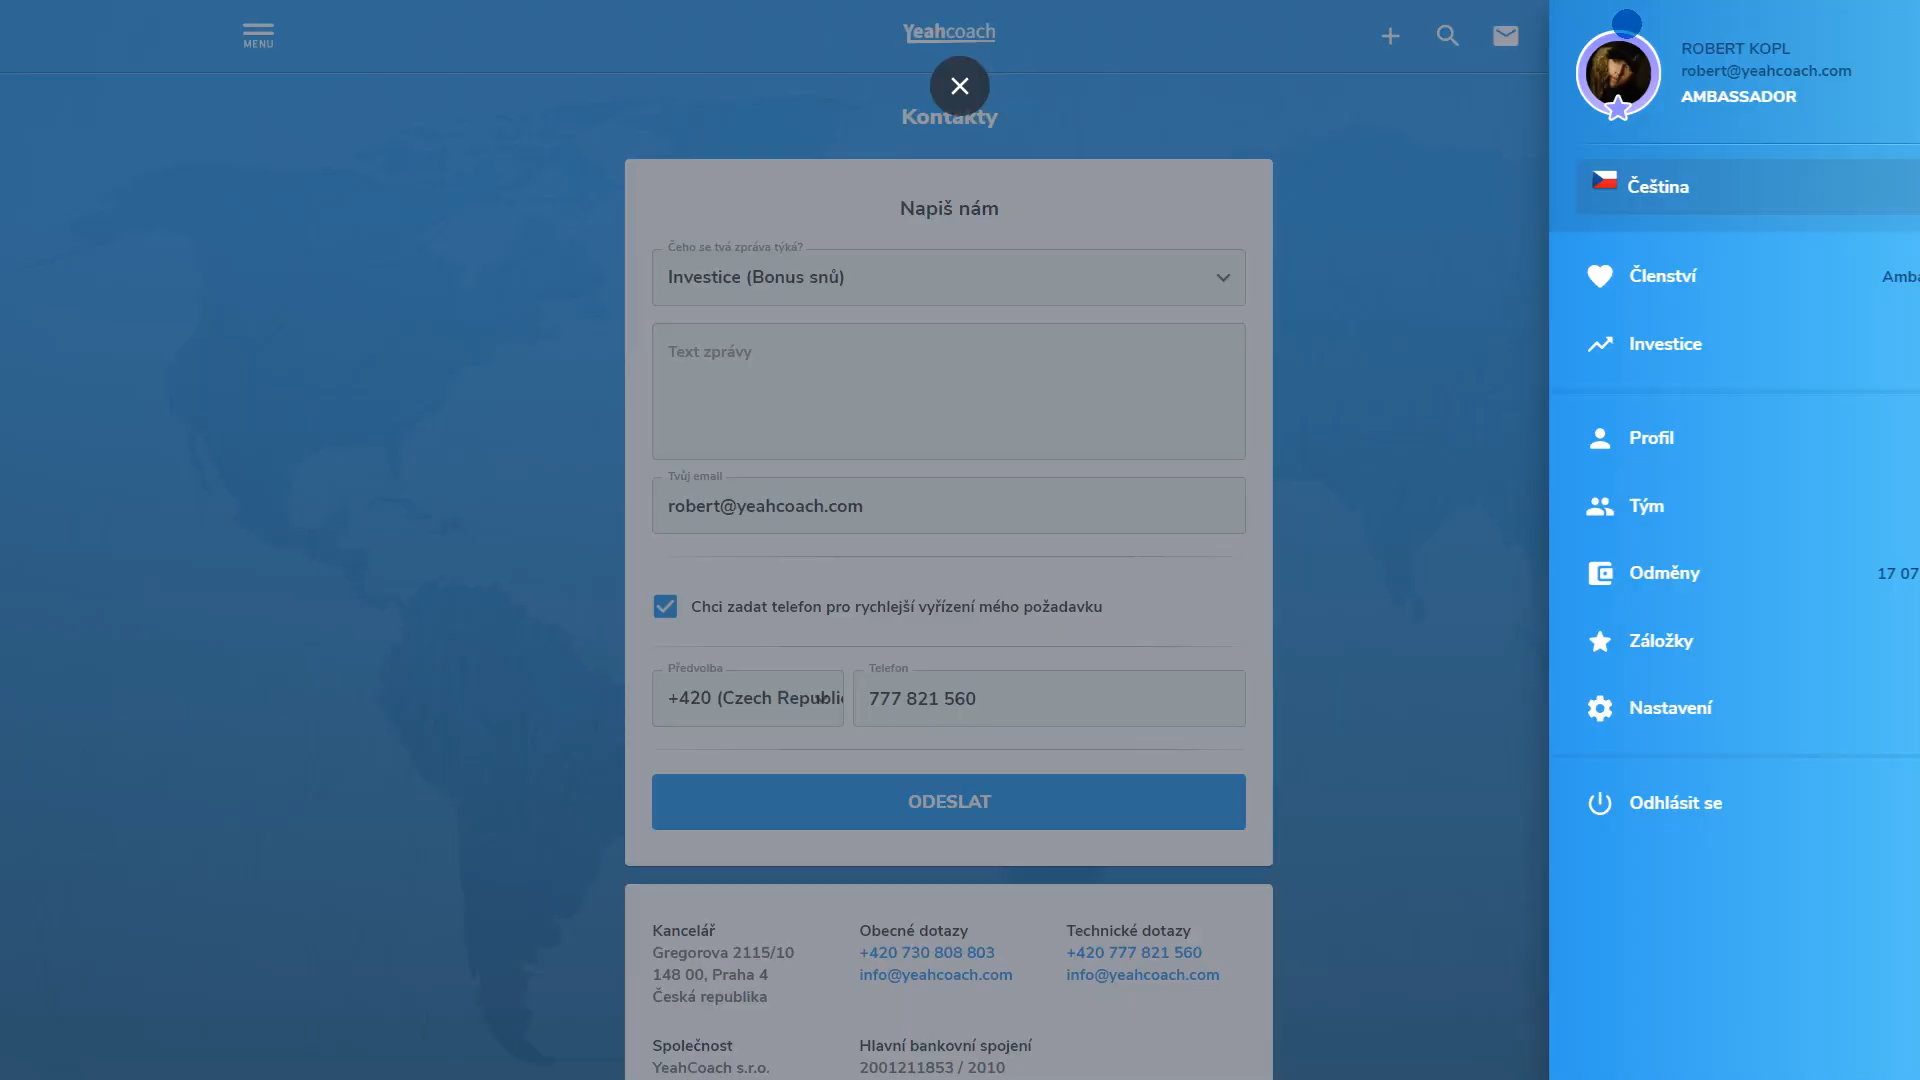 MENU
Yeahcoach
Kontakty
Napiš nám
Čeho se tvá zpráva týká?
Investice (Bonus snů)
Text zprávy
Tvůj email
robert@yeahcoach.com
Chci zadat telefon pro rychlejší vyřízení mého požadavku
Předvolba
+420 (Czech Republic
Telefon
777 821 560
ODESLAT
Kancelář
Gregorova 2115/10
148 00, Praha 4
Česká republika
Obecné dotazy
+420 730 808 803
info@yeahcoach.com
Technické dotazy
+420 777 821 560
info@yeahcoach.com
Společnost
YeahCoach s.r.o.
Hlavní bankovní spojení
2001211853 / 2010
ROBERT KOPL
robert@yeahcoach.com
AMBASSADOR
Čeština
Členství
Amba
Investice
Profil
Tým
Odměny
17 07
Záložky
Nastavení
Odhlásit se